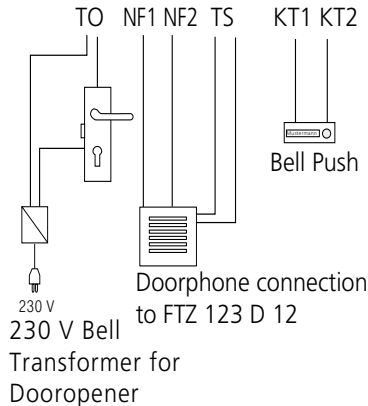 TO NF1 NF2 TS KT1 KT2
Mustermann
Bell Push
Doorphone connection
to FTZ 123 D 12
230 V
230 V Bell
Transformer for
Dooropener